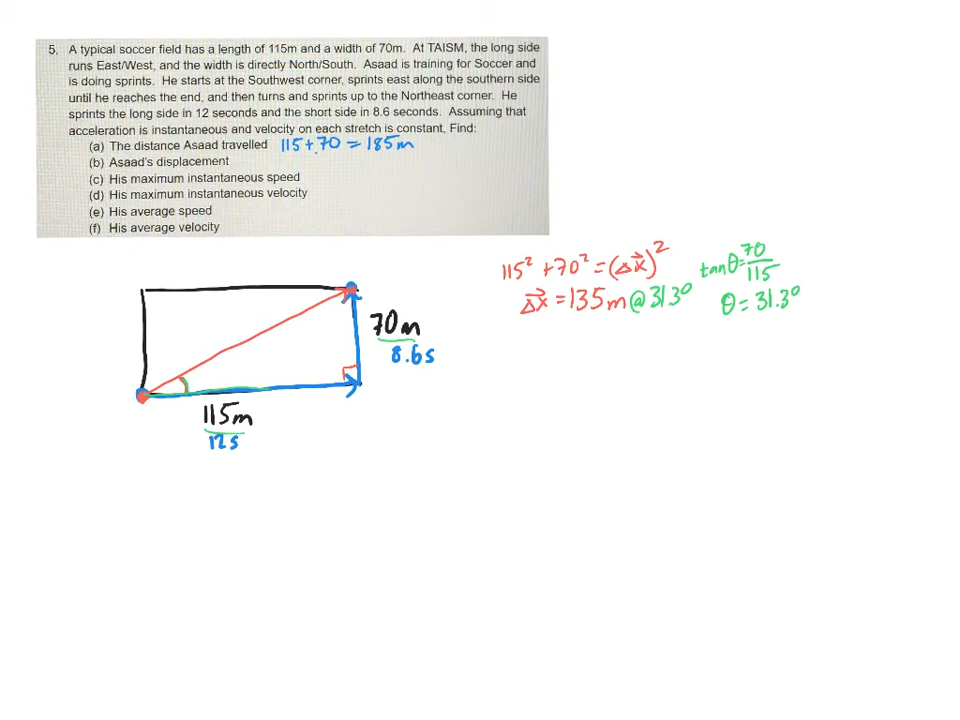 5. A typical soccer field has a length of 115m and a width of 70m. At TAISM, the long side
runs East/West, and the width is directly North/South. Asaad is training for Soccer and
is doing sprints. He starts at the Southwest corner, sprints east along the southern side
until he reaches the end, and then turns and sprints up to the Northeast corner. He
sprints the long side in 12 seconds and the short side in 8.6 seconds. Assuming that
acceleration is instantaneous and velocity on each stretch is constant, Find:
(a) The distance Asaad travelled 115+70 = 185m
(b) Asaad's displacement
(c) His maximum instantaneous speed
(d) His maximum instantaneous velocity
(e) His average speed
(f) His average velocity
115² +70² = (Δx⃗)²
Δx⃗ = 135m @ 31.3°
tanθ = 70/115
θ = 31.3°
70m
8.6s
115m
12s